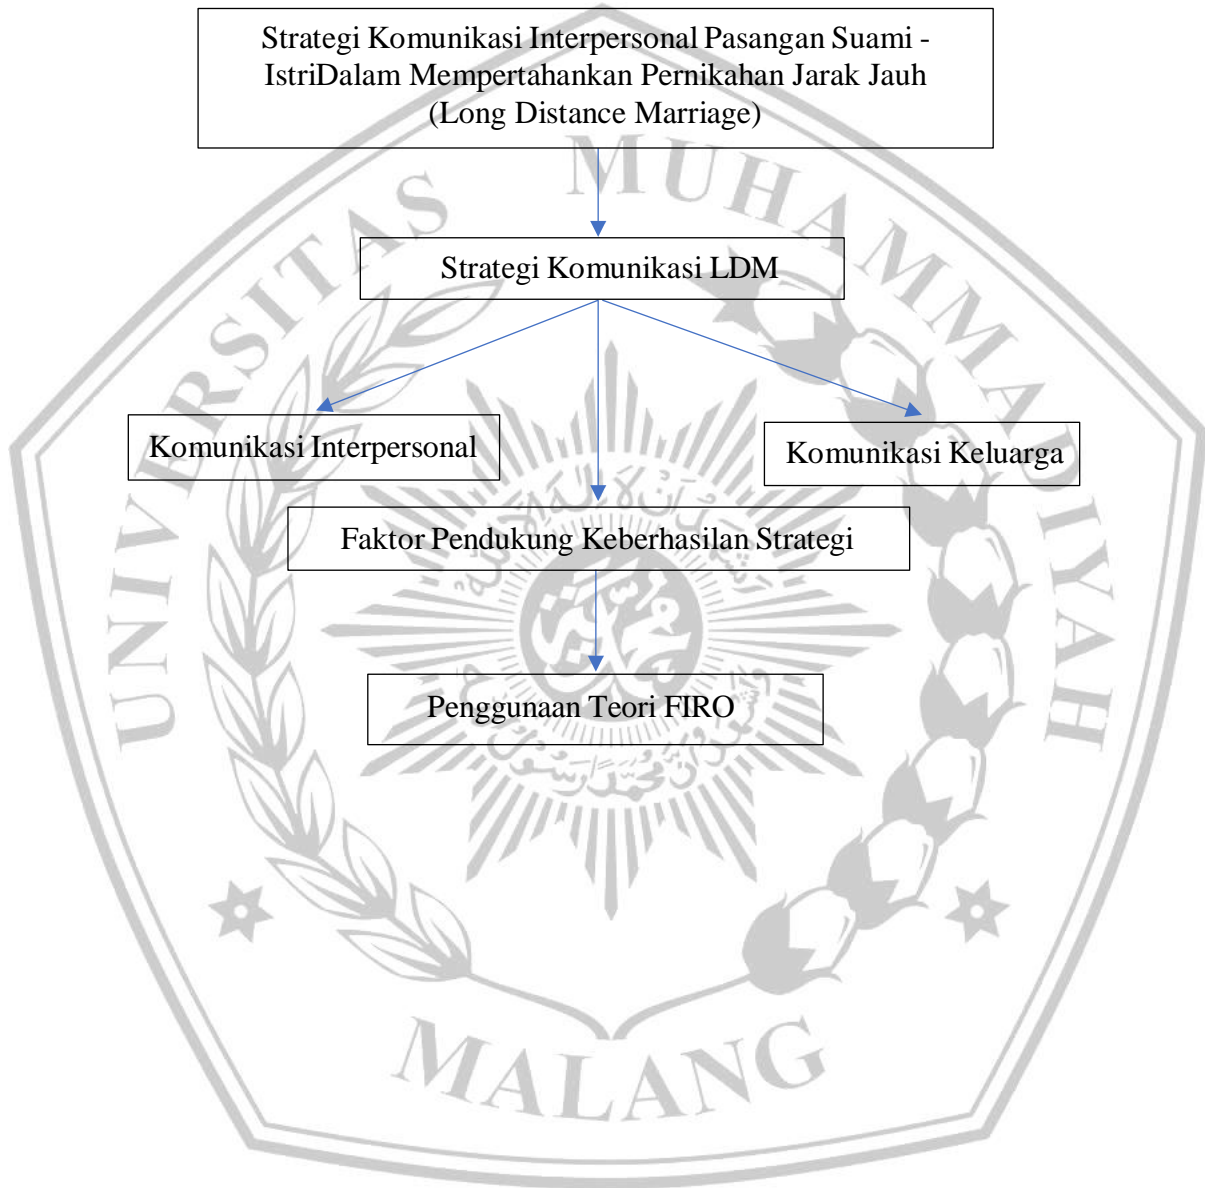 Strategi Komunikasi Interpersonal Pasangan Suami -
IstriDalam Mempertahankan Pernikahan Jarak Jauh
(Long Distance Marriage)
Strategi Komunikasi LDM
Komunikasi Interpersonal
Komunikasi Keluarga
Faktor Pendukung Keberhasilan Strategi
Penggunaan Teori FIRO
UNIVERSITAS MUHAMMADIYAH
MALANG